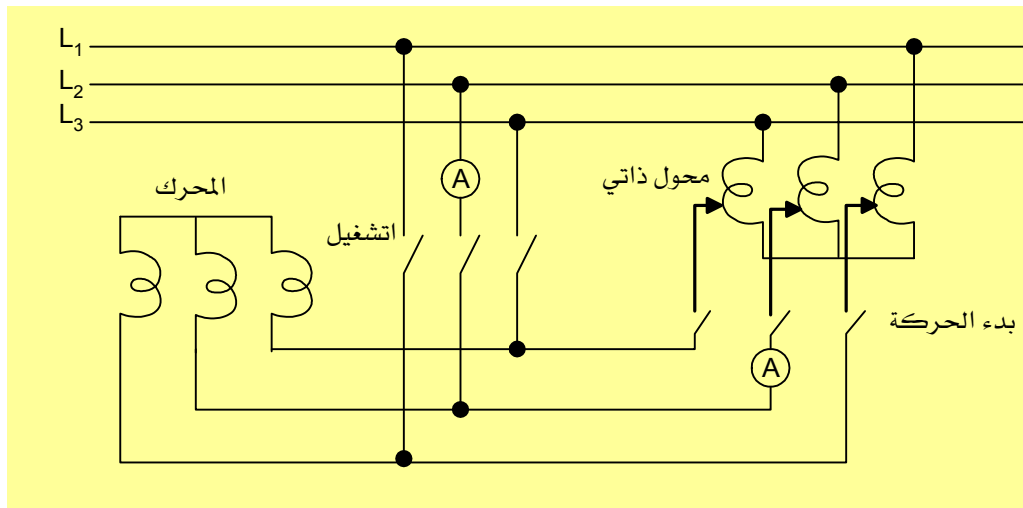 L1
L2
L3
A
محول ذاتي
المحرك
اتشغيل
بدء الحركة
A